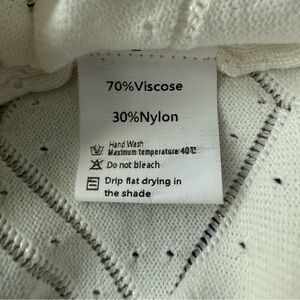 70%Viscose
30%Nylon
Hand Wash
Maximum temperature 40℃
Do not bleach
Drip flat drying in
the shade